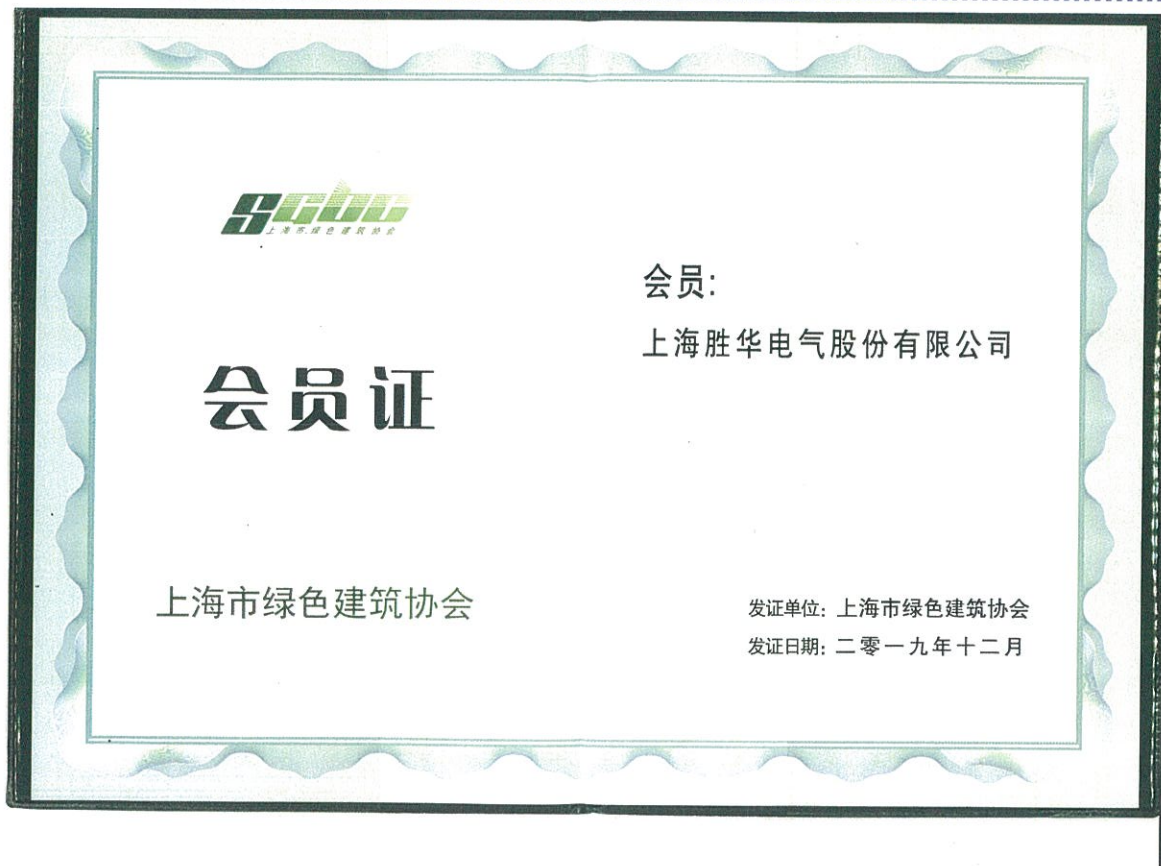 SGBC
上海市绿色建筑协会
会员证
上海市绿色建筑协会
会员:
上海胜华电气股份有限公司
发证单位: 上海市绿色建筑协会
发证日期: 二零一九年十二月